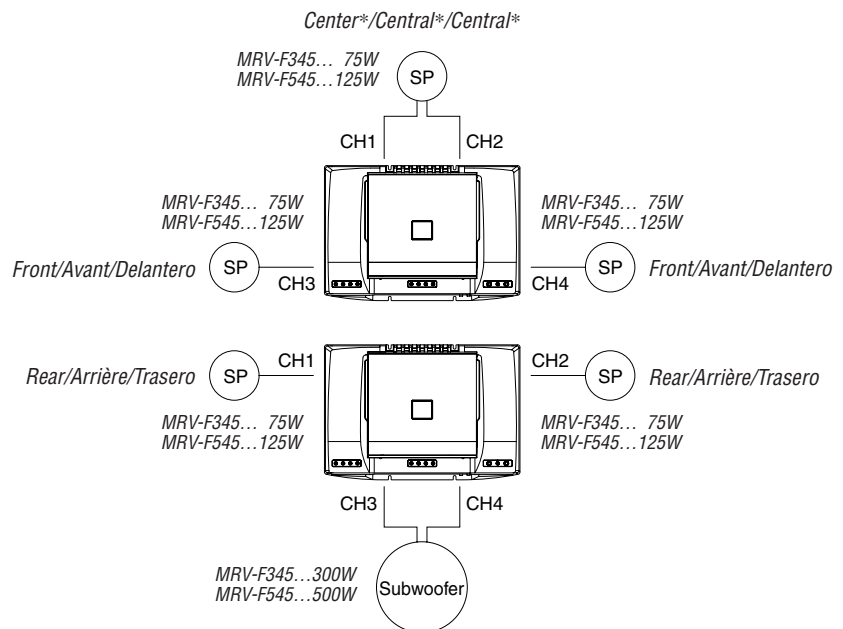 Center*/Central*/Central*
MRV-F345… 75W
MRV-F545…125W
SP
CH1
CH2
MRV-F345… 75W
MRV-F545…125W
MRV-F345… 75W
MRV-F545…125W
Front/Avant/Delantero
SP
CH3
CH4
SP
Front/Avant/Delantero
Rear/Arrière/Trasero
SP
CH1
CH2
SP
Rear/Arrière/Trasero
MRV-F345… 75W
MRV-F545…125W
MRV-F345… 75W
MRV-F545…125W
CH3
CH4
MRV-F345…300W
MRV-F545…500W
Subwoofer